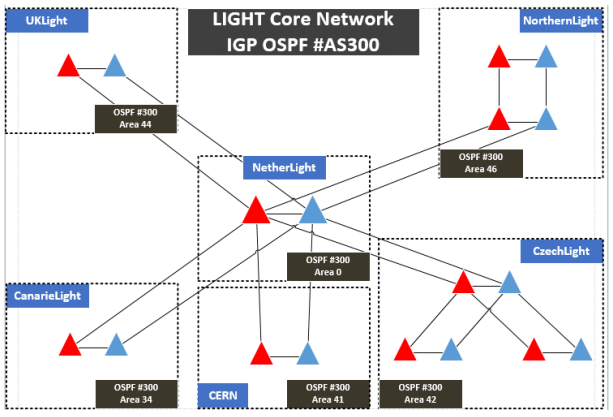 UKLight
LIGHT Core Network
IGP OSPF #AS300
NorthernLight
OSPF #300
Area 44
NetherLight
OSPF #300
Area 46
OSPF #300
Area 0
CzechLight
CanarieLight
OSPF #300
Area 34
CERN
OSPF #300
Area 41
OSPF #300
Area 42